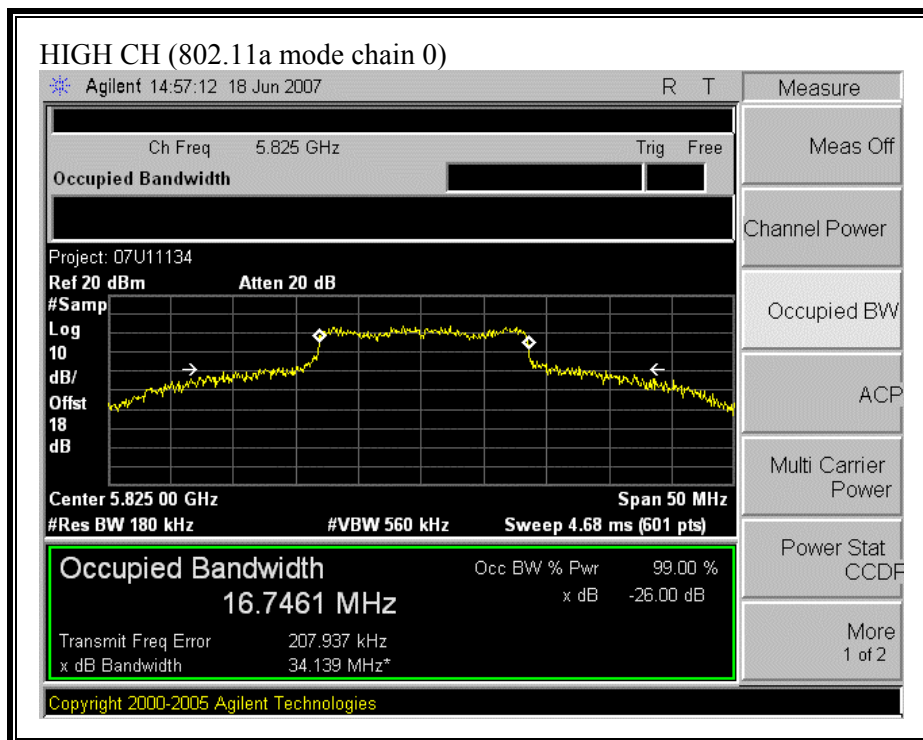 HIGH CH (802.11a mode chain 0)
Agilent 14:57:12 18 Jun 2007 R T
Measure
Ch Freq 5.825 GHz Trig Free
Occupied Bandwidth
Meas Off
Channel Power
Occupied BW
ACP
Multi Carrier
Power
Power Stat
CCDF
More
1 of 2
Project: 07U11134
Ref 20 dBm Atten 20 dB
#Samp
Log
10
dB/
Offst
18
dB
Center 5.825 00 GHz Span 50 MHz
#Res BW 180 kHz #VBW 560 kHz Sweep 4.68 ms (601 pts)
Occupied Bandwidth
16.7461 MHz
Occ BW % Pwr 99.00 %
x dB -26.00 dB
Transmit Freq Error 207.937 kHz
x dB Bandwidth 34.139 MHz*
Copyright 2000-2005 Agilent Technologies